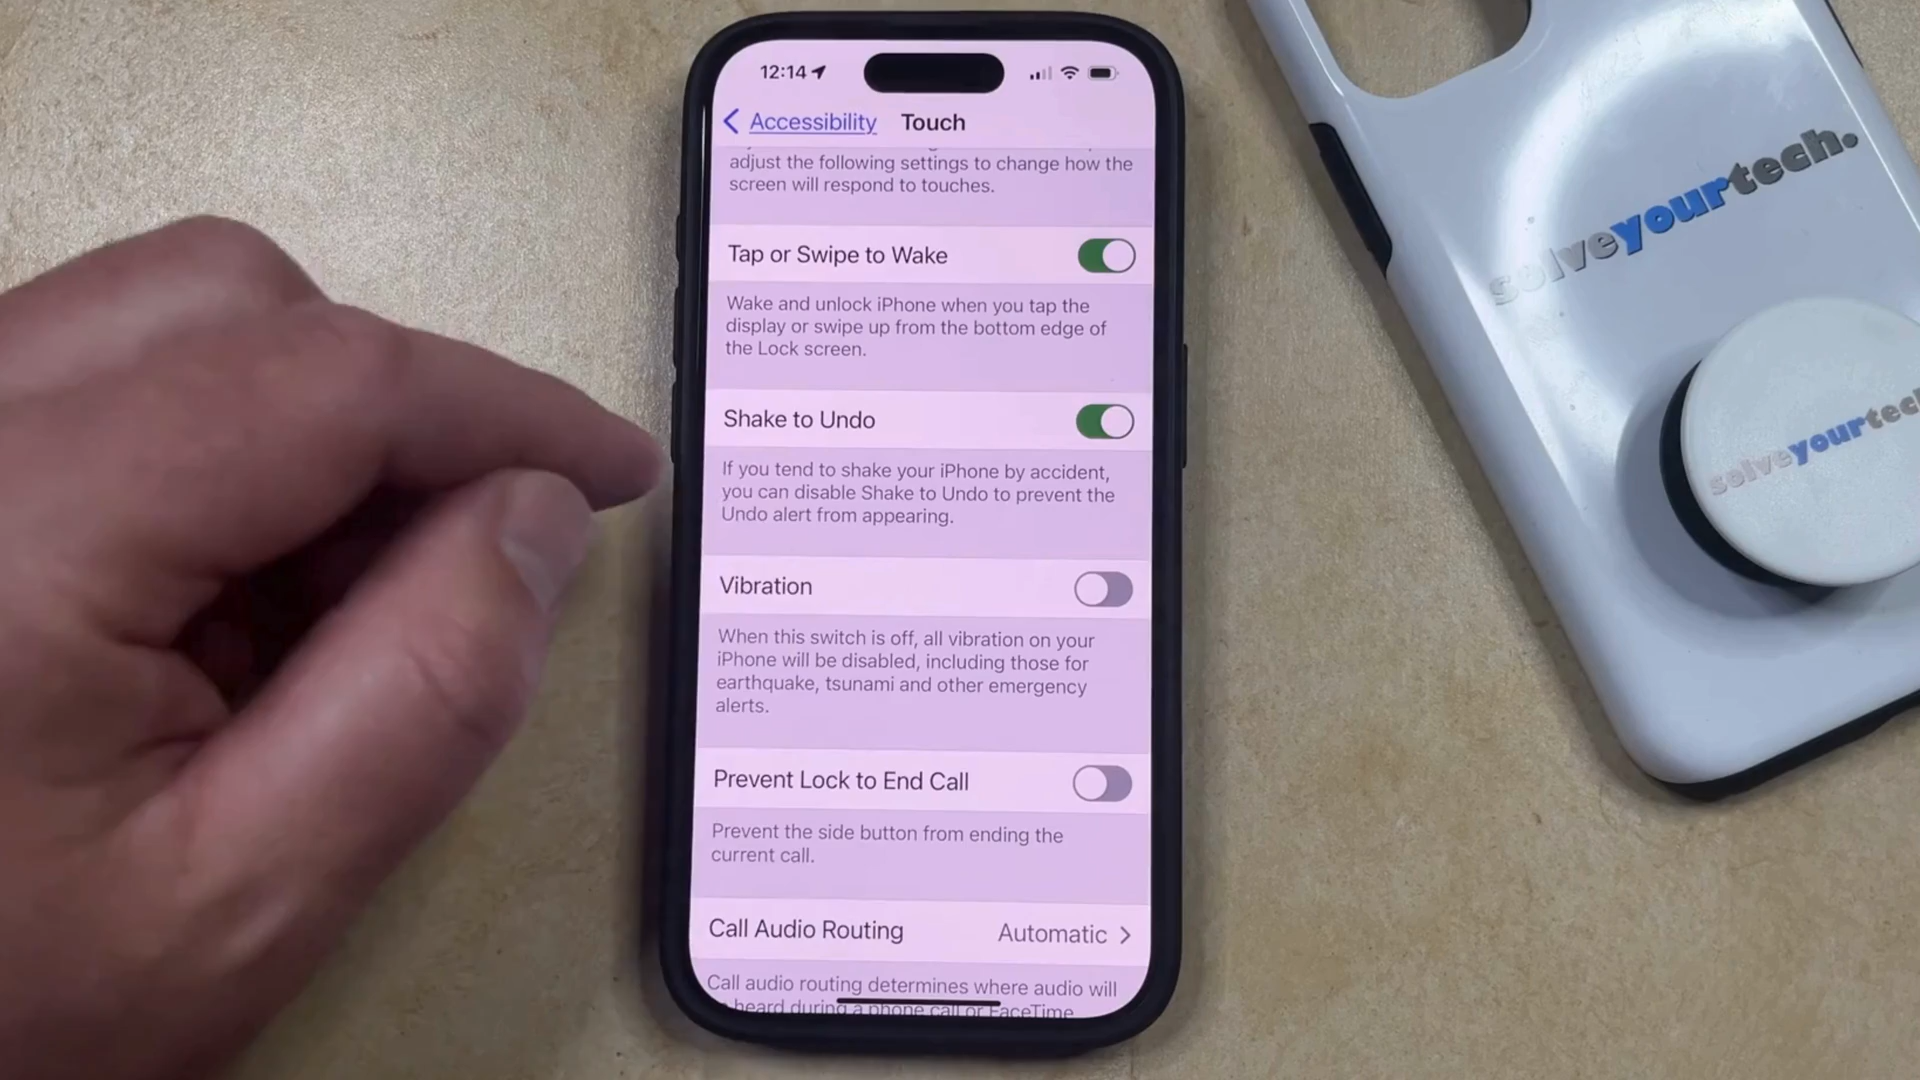 12:14
Accessibility Touch
adjust the following settings to change how the
screen will respond to touches.
Tap or Swipe to Wake
Wake and unlock iPhone when you tap the
display or swipe up from the bottom edge of
the Lock screen.
Shake to Undo
If you tend to shake your iPhone by accident,
you can disable Shake to Undo to prevent the
Undo alert from appearing.
Vibration
When this switch is off, all vibration on your
iPhone will be disabled, including those for
earthquake, tsunami and other emergency
alerts.
Prevent Lock to End Call
Prevent the side button from ending the
current call.
Call Audio Routing Automatic
Call audio routing determines where audio will
heard during a phone call or FaceTime
solveyourtech.
solveyourtech